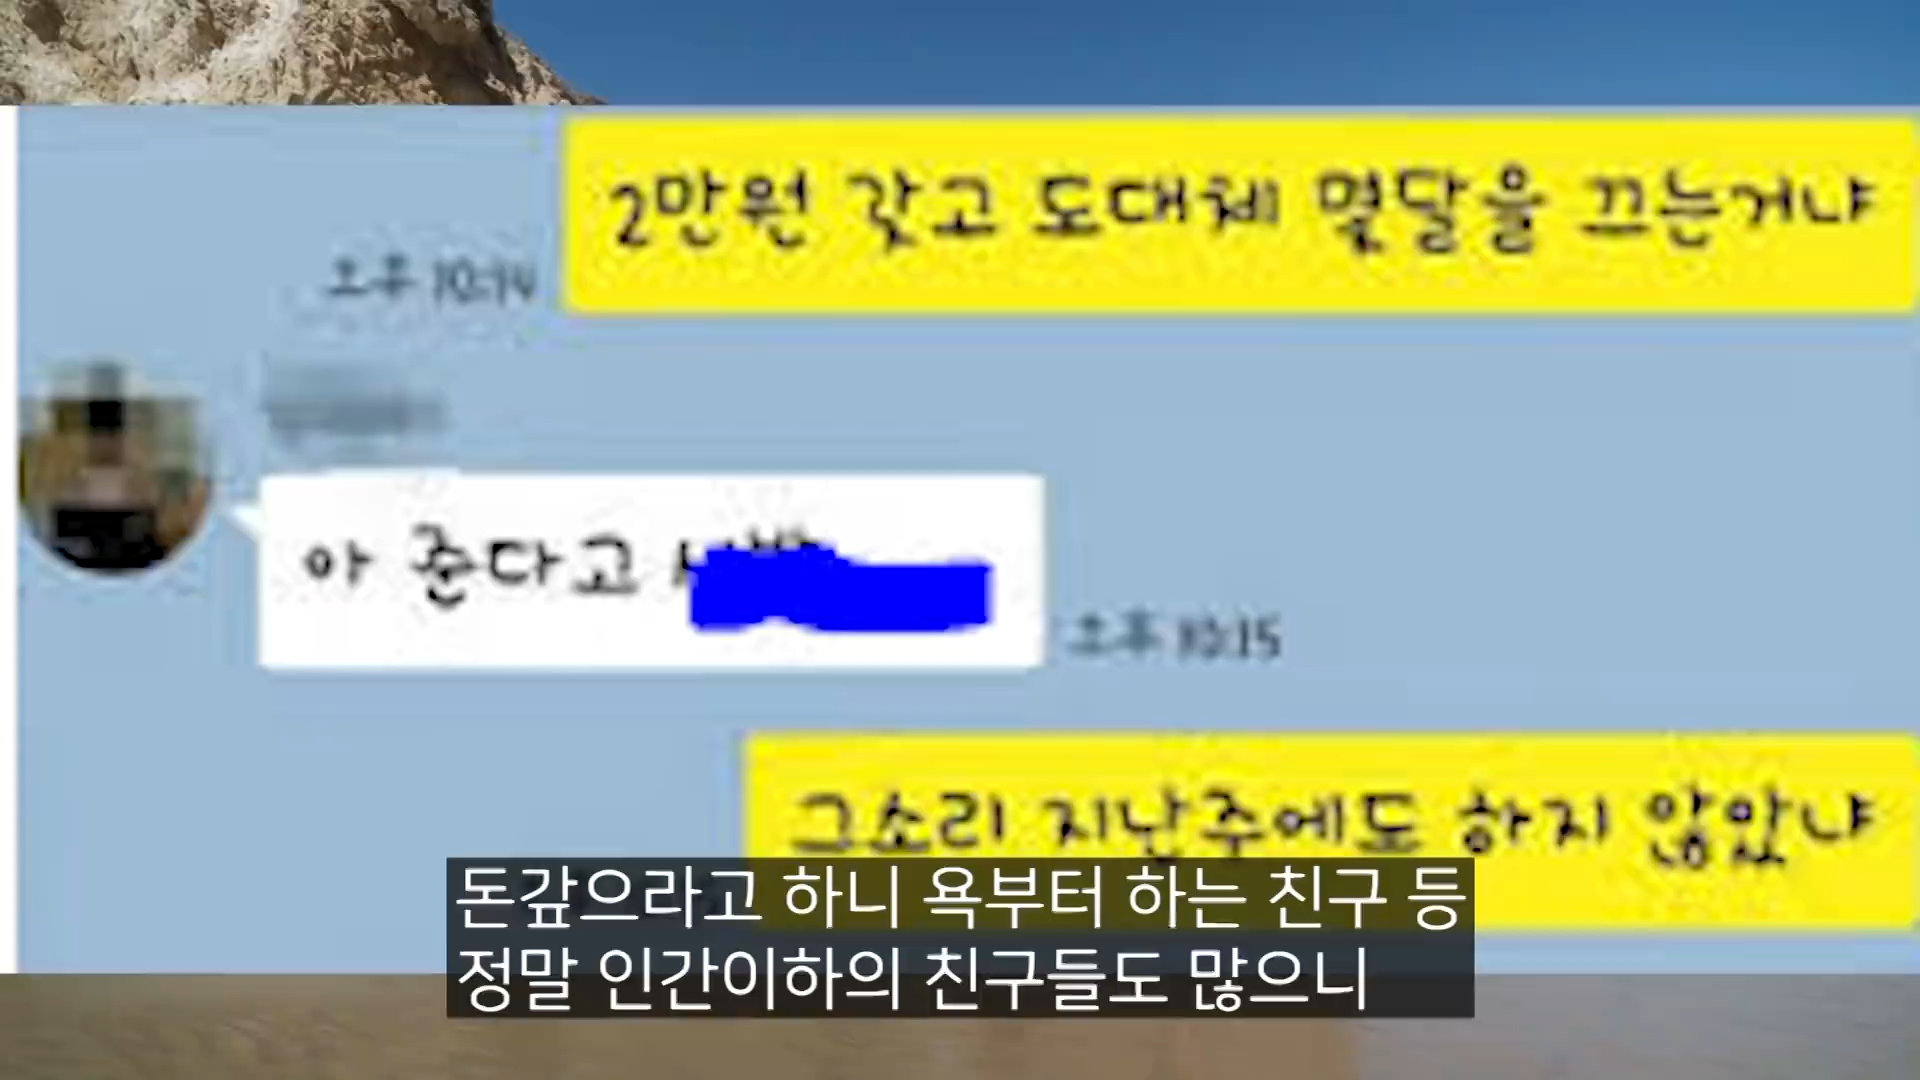 2만원 갖고 도대체 몇달을 끄는거냐
오후 10:14
아 준다고
오후 10:15
그소리 지난주에도 하지 않았냐
돈갚으라고 하니 욕부터 하는 친구 등
정말 인간이하의 친구들도 많으니